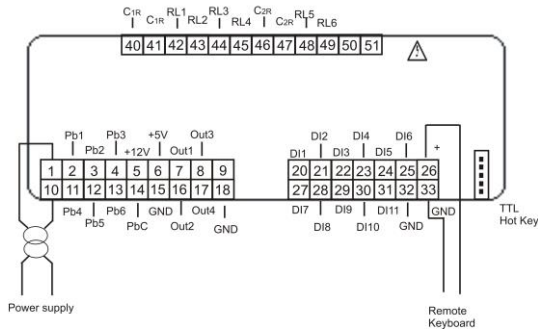 C1R C1R RL1 RL2 RL3 RL4 C2R C2R RL5 RL6
40 41 42 43 44 45 46 47 48 49 50 51
Pb1 Pb2 Pb3 +12V +5V Out1 Out3
DI1 DI2 DI3 DI4 DI5 DI6 +
1 2 3 4 5 6 7 8 9
20 21 22 23 24 25 26
10 11 12 13 14 15 16 17 18
27 28 29 30 31 32 33
Pb4 Pb5 Pb6 PbC GND Out2 Out4 GND
DI7 DI8 DI9 DI10 DI11 GND GND
TTL
Hot Key
Power supply
Remote
Keyboard